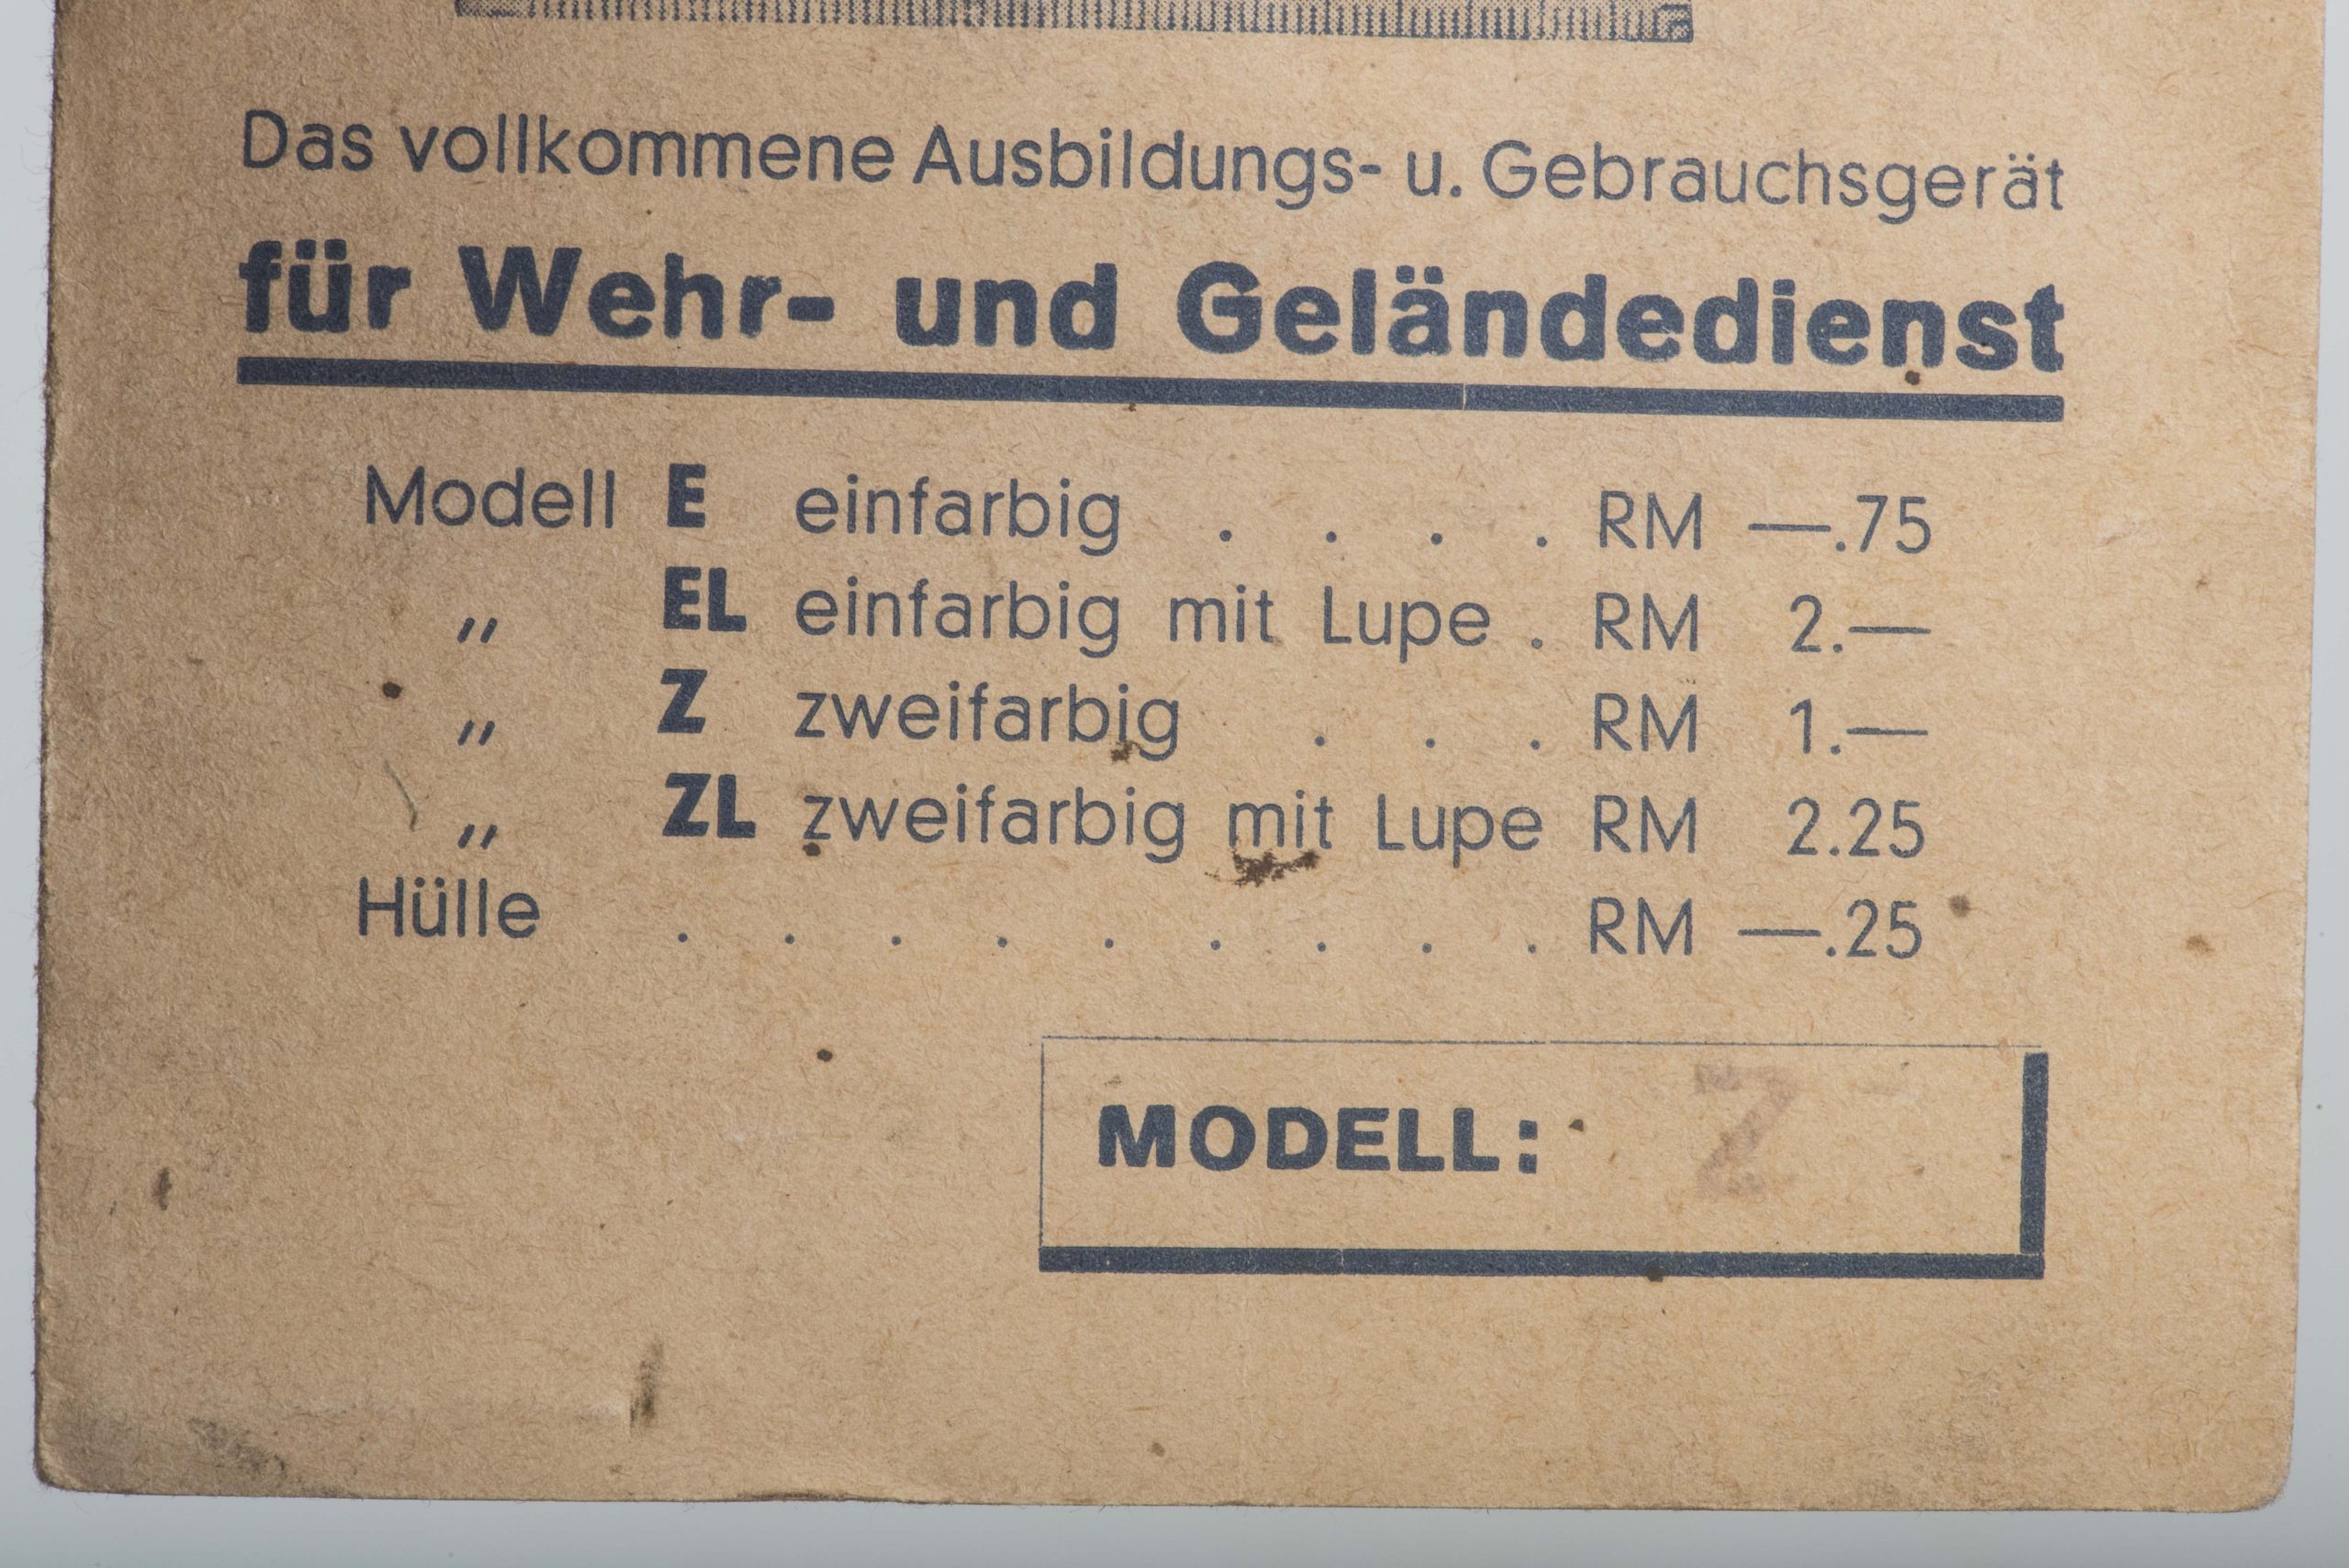 Das vollkommene Ausbildungs- u. Gebrauchsgerät
für Wehr- und Geländedienst
Modell E einfarbig . . . . RM —.75
„ EL einfarbig mit Lupe . RM 2.—
„ Z zweifarbig . . . RM 1.—
„ ZL zweifarbig mit Lupe RM 2.25
Hülle . . . . . . . . . RM —.25
MODELL: Z